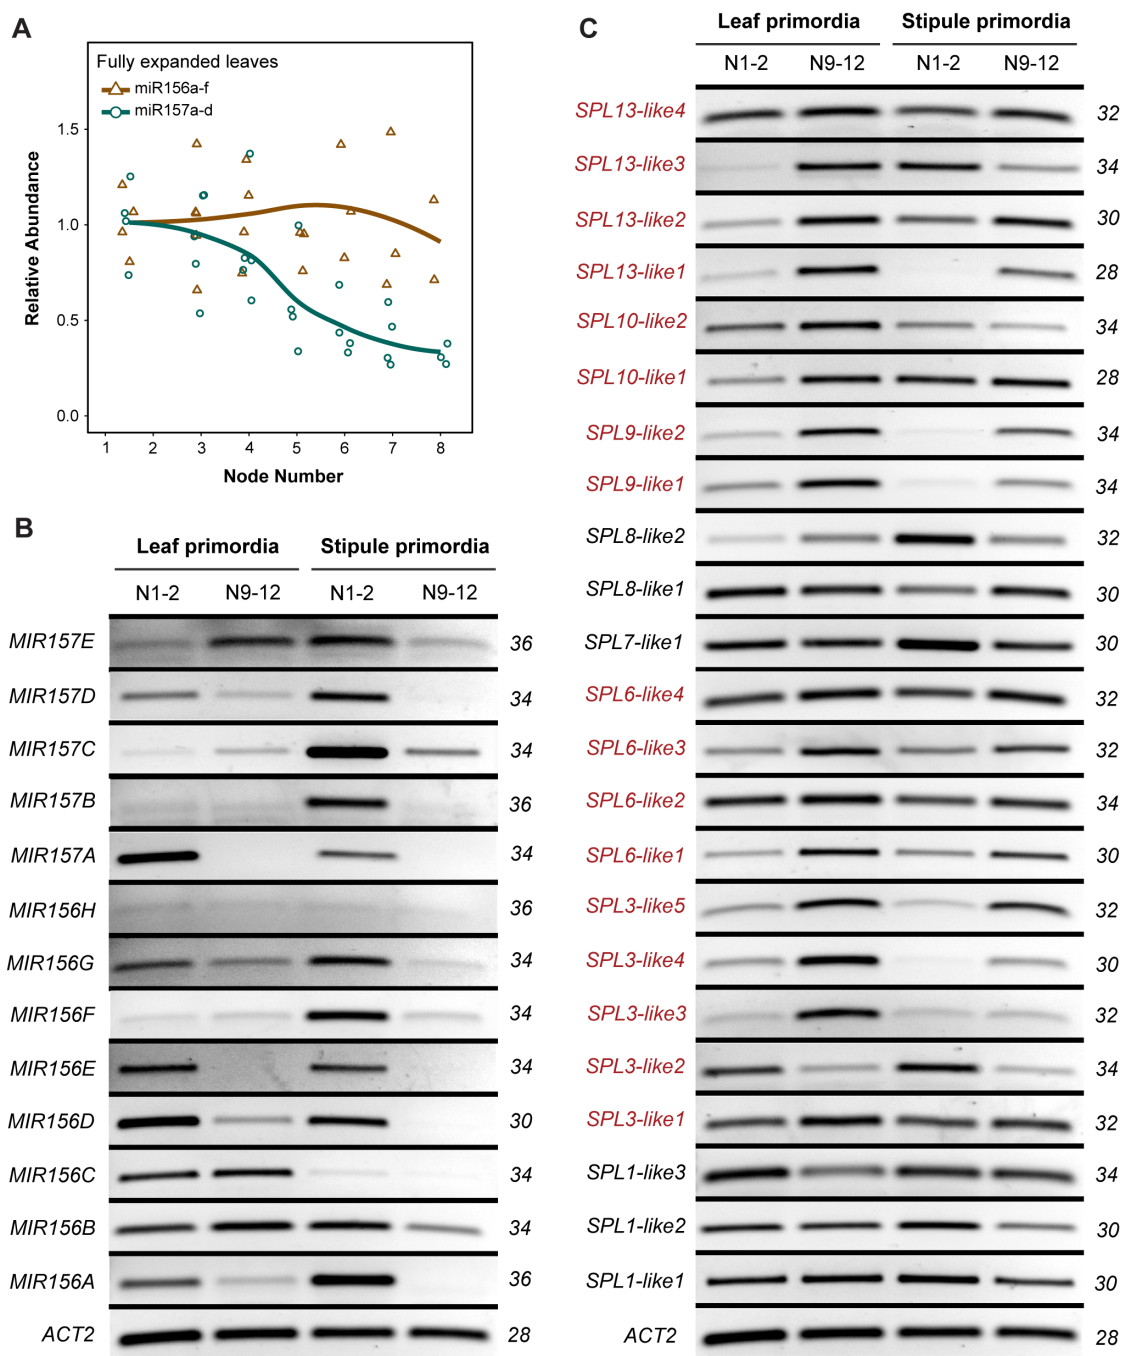 A
Fully expanded leaves
miR156a-f
miR157a-d
Relative Abundance
1.5
1.0
0.5
0.0
1 2 3 4 5 6 7 8
Node Number
B
Leaf primordia Stipule primordia
N1-2 N9-12 N1-2 N9-12
MIR157E 36
MIR157D 34
MIR157C 34
MIR157B 36
MIR157A 34
MIR156H 36
MIR156G 34
MIR156F 34
MIR156E 34
MIR156D 30
MIR156C 34
MIR156B 34
MIR156A 36
ACT2 28
C
Leaf primordia Stipule primordia
N1-2 N9-12 N1-2 N9-12
SPL13-like4 32
SPL13-like3 34
SPL13-like2 30
SPL13-like1 28
SPL10-like2 34
SPL10-like1 28
SPL9-like2 34
SPL9-like1 34
SPL8-like2 32
SPL8-like1 30
SPL7-like1 30
SPL6-like4 32
SPL6-like3 32
SPL6-like2 34
SPL6-like1 30
SPL3-like5 32
SPL3-like4 30
SPL3-like3 32
SPL3-like2 34
SPL3-like1 32
SPL1-like3 34
SPL1-like2 30
SPL1-like1 30
ACT2 28